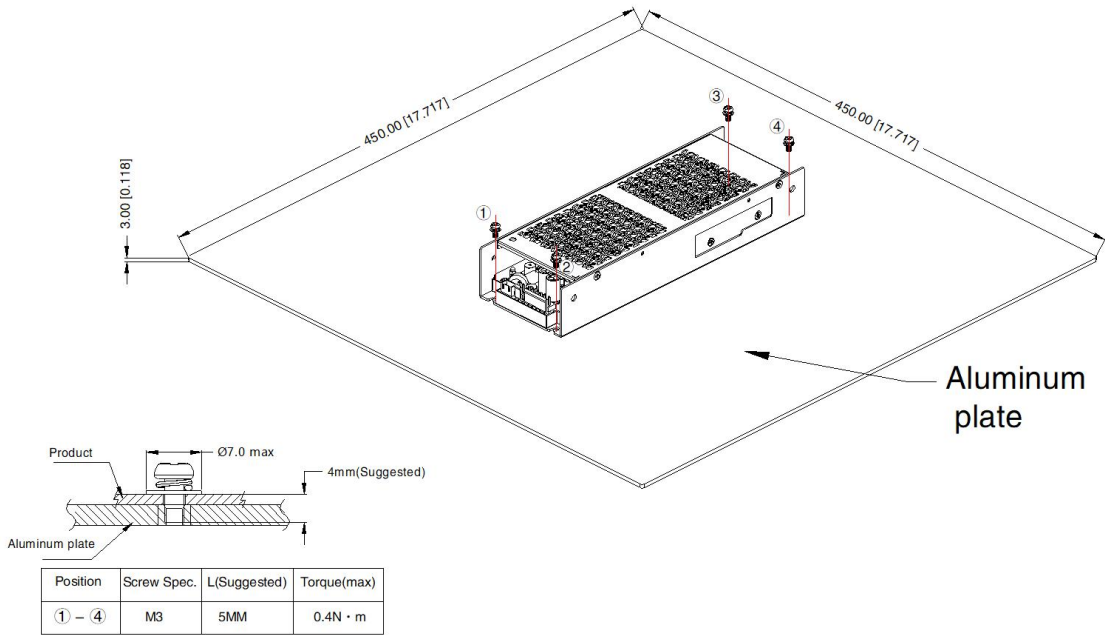 450.00 [17.717]
450.00 [17.717]
3.00 [0.118]
①
②
③
④
Aluminum
plate
Product
Ø7.0 max
4mm(Suggested)
Aluminum plate
Position Screw Spec. L(Suggested) Torque(max)
① – ④ M3 5MM 0.4N·m